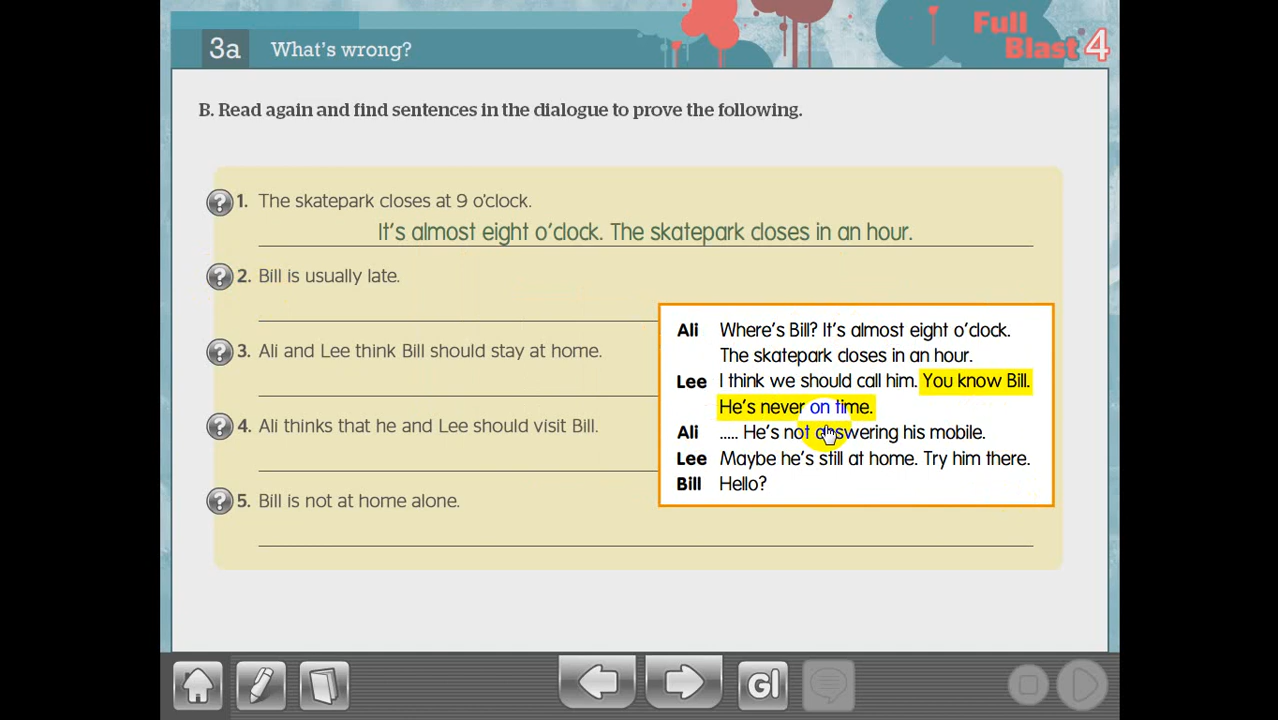 3a What's wrong?
Full
Blast 4
B. Read again and find sentences in the dialogue to prove the following.
? 1. The skatepark closes at 9 o'clock.
It's almost eight o'clock. The skatepark closes in an hour.
? 2. Bill is usually late.
? 3. Ali and Lee think Bill should stay at home.
? 4. Ali thinks that he and Lee should visit Bill.
? 5. Bill is not at home alone.
Ali Where's Bill? It's almost eight o'clock.
The skatepark closes in an hour.
Lee I think we should call him. You know Bill.
He's never on time.
Ali ..... He's not answering his mobile.
Lee Maybe he's still at home. Try him there.
Bill Hello?
Gl